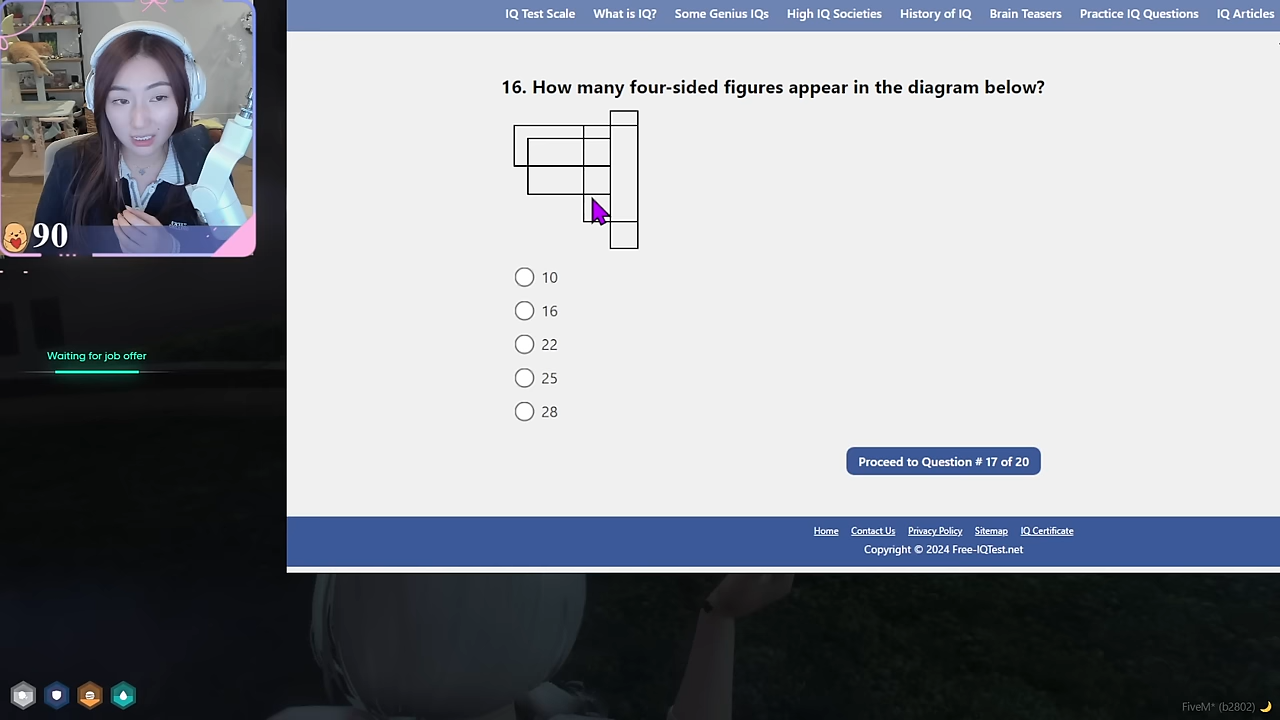 IQ Test Scale What is IQ? Some Genius IQs High IQ Societies History of IQ Brain Teasers Practice IQ Questions IQ Articles
16. How many four-sided figures appear in the diagram below?
90
10
16
22
25
28
Waiting for job offer
Proceed to Question # 17 of 20
Home Contact Us Privacy Policy Sitemap IQ Certificate
Copyright © 2024 Free-IQTest.net
FiveM* (b2802)